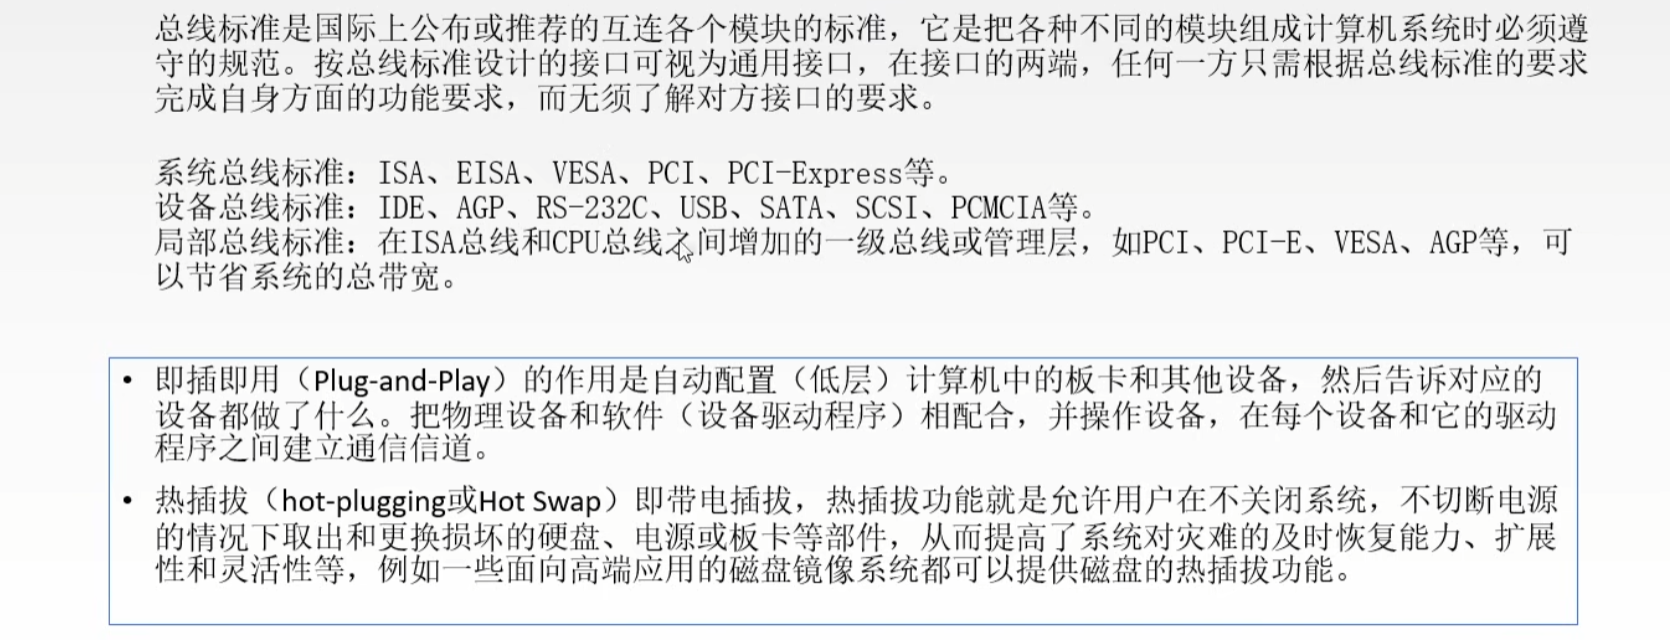 总线标准是国际上公布或推荐的互连各个模块的标准，它是把各种不同的模块组成计算机系统时必须遵
守的规范。按总线标准设计的接口可视为通用接口，在接口的两端，任何一方只需根据总线标准的要求
完成自身方面的功能要求，而无须了解对方接口的要求。
系统总线标准：ISA、EISA、VESA、PCI、PCI-Express等。
设备总线标准：IDE、AGP、RS-232C、USB、SATA、SCSI、PCMCIA等。
局部总线标准：在ISA总线和CPU总线之间增加的一级总线或管理层，如PCI、PCI-E、VESA、AGP等，可
以节省系统的总带宽。
• 即插即用（Plug-and-Play）的作用是自动配置（低层）计算机中的板卡和其他设备，然后告诉对应的
设备都做了什么。把物理设备和软件（设备驱动程序）相配合，并操作设备，在每个设备和它的驱动
程序之间建立通信信道。
• 热插拔（hot-plugging或Hot Swap）即带电插拔，热插拔功能就是允许用户在不关闭系统，不切断电源
的情况下取出和更换损坏的硬盘、电源或板卡等部件，从而提高了系统对灾难的及时恢复能力、扩展
性和灵活性等，例如一些面向高端应用的磁盘镜像系统都可以提供磁盘的热插拔功能。